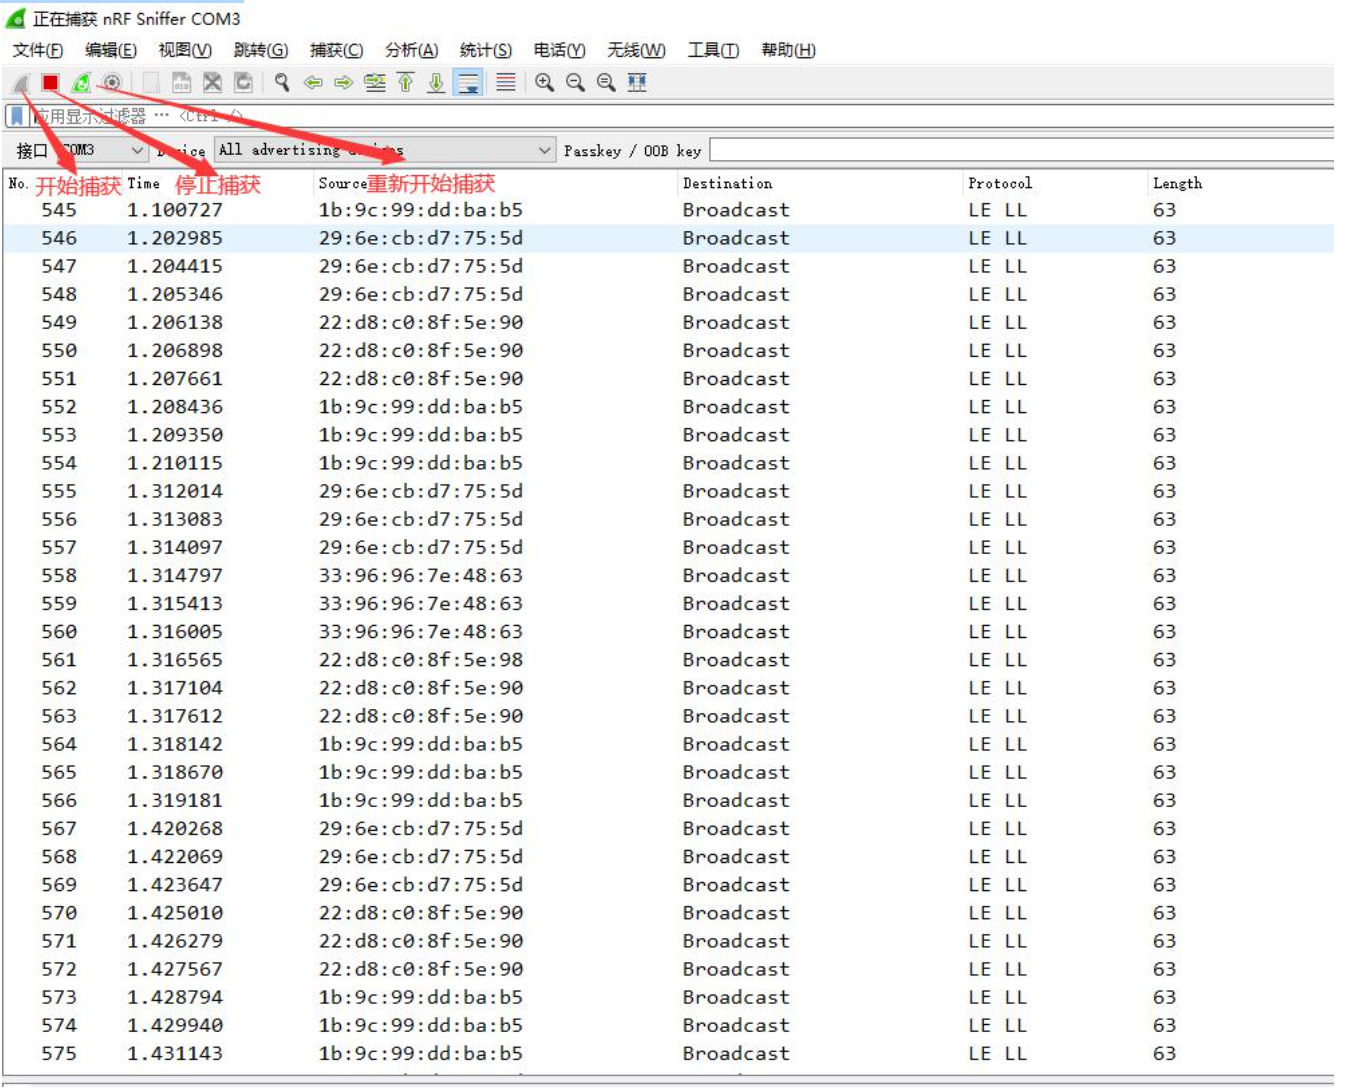 正在捕获 nRF Sniffer COM3
文件(F) 编辑(E) 视图(V) 跳转(G) 捕获(C) 分析(A) 统计(S) 电话(Y) 无线(W) 工具(T) 帮助(H)
应用显示过滤器 … <Ctrl-/>
接口 COM3 Device All advertising devices Passkey / OOB key
No. 开始捕获 Time 停止捕获 Source 重新开始捕获 Destination Protocol Length
545 1.100727 1b:9c:99:dd:ba:b5 Broadcast LE LL 63
546 1.202985 29:6e:cb:d7:75:5d Broadcast LE LL 63
547 1.204415 29:6e:cb:d7:75:5d Broadcast LE LL 63
548 1.205346 29:6e:cb:d7:75:5d Broadcast LE LL 63
549 1.206138 22:d8:c0:8f:5e:90 Broadcast LE LL 63
550 1.206898 22:d8:c0:8f:5e:90 Broadcast LE LL 63
551 1.207661 22:d8:c0:8f:5e:90 Broadcast LE LL 63
552 1.208436 1b:9c:99:dd:ba:b5 Broadcast LE LL 63
553 1.209350 1b:9c:99:dd:ba:b5 Broadcast LE LL 63
554 1.210115 1b:9c:99:dd:ba:b5 Broadcast LE LL 63
555 1.312014 29:6e:cb:d7:75:5d Broadcast LE LL 63
556 1.313083 29:6e:cb:d7:75:5d Broadcast LE LL 63
557 1.314097 29:6e:cb:d7:75:5d Broadcast LE LL 63
558 1.314797 33:96:96:7e:48:63 Broadcast LE LL 63
559 1.315413 33:96:96:7e:48:63 Broadcast LE LL 63
560 1.316005 33:96:96:7e:48:63 Broadcast LE LL 63
561 1.316565 22:d8:c0:8f:5e:98 Broadcast LE LL 63
562 1.317104 22:d8:c0:8f:5e:90 Broadcast LE LL 63
563 1.317612 22:d8:c0:8f:5e:90 Broadcast LE LL 63
564 1.318142 1b:9c:99:dd:ba:b5 Broadcast LE LL 63
565 1.318670 1b:9c:99:dd:ba:b5 Broadcast LE LL 63
566 1.319181 1b:9c:99:dd:ba:b5 Broadcast LE LL 63
567 1.420268 29:6e:cb:d7:75:5d Broadcast LE LL 63
568 1.422069 29:6e:cb:d7:75:5d Broadcast LE LL 63
569 1.423647 29:6e:cb:d7:75:5d Broadcast LE LL 63
570 1.425010 22:d8:c0:8f:5e:90 Broadcast LE LL 63
571 1.426279 22:d8:c0:8f:5e:90 Broadcast LE LL 63
572 1.427567 22:d8:c0:8f:5e:90 Broadcast LE LL 63
573 1.428794 1b:9c:99:dd:ba:b5 Broadcast LE LL 63
574 1.429940 1b:9c:99:dd:ba:b5 Broadcast LE LL 63
575 1.431143 1b:9c:99:dd:ba:b5 Broadcast LE LL 63